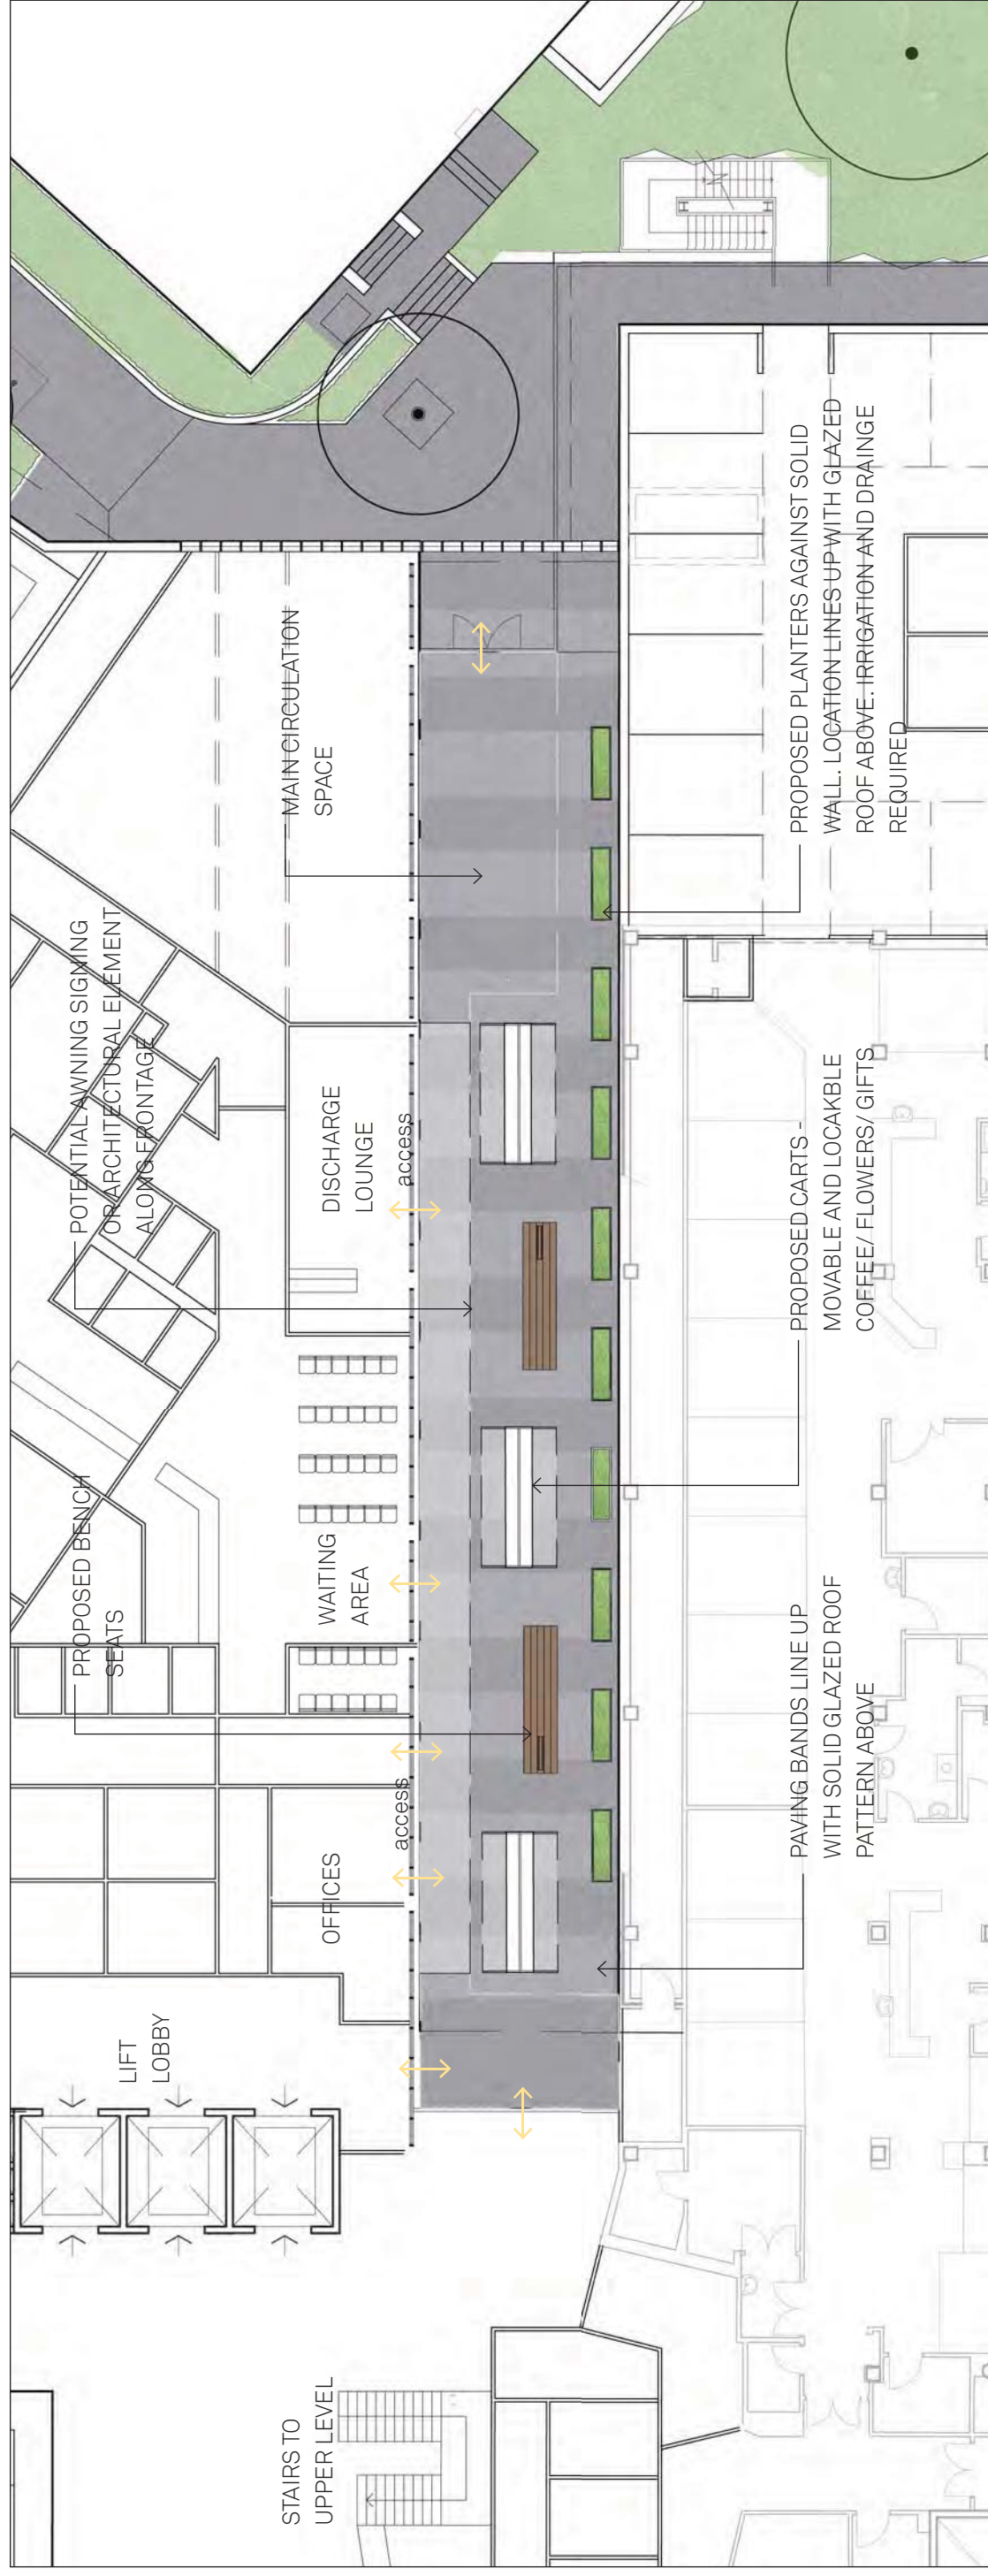 STAIRS TO
UPPER LEVEL
LIFT
LOBBY
OFFICES
access
PROPOSED BENCH
SEATS
WAITING
AREA
POTENTIAL AWNING SIGNING
OR ARCHITECTURAL ELEMENT
ALONG FRONTAGE
DISCHARGE
LOUNGE
access
MAIN CIRCULATION
SPACE
PAVING BANDS LINE UP
WITH SOLID GLAZED ROOF
PATTERN ABOVE
PROPOSED CARTS -
MOVABLE AND LOCAKBLE
COFFEE/ FLOWERS/ GIFTS
PROPOSED PLANTERS AGAINST SOLID
WALL. LOCATION LINES UP WITH GLAZED
ROOF ABOVE. IRRIGATION AND DRAINGE
REQUIRED